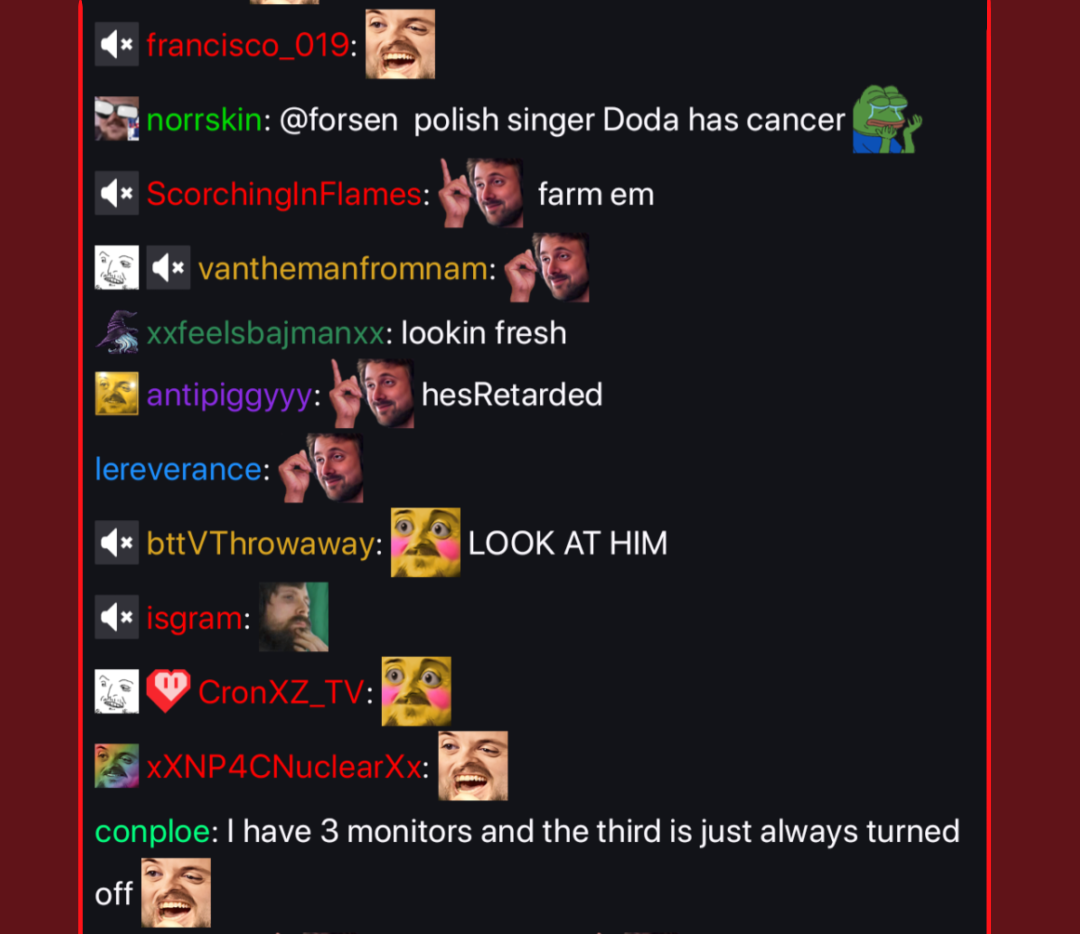 francisco_019:
norrskin: @forsen polish singer Doda has cancer
ScorchingInFlames: farm em
vanthemanfromnam:
xxfeelsbajmanxx: lookin fresh
antipiggyyy: hesRetarded
lereverance:
bttVThrowaway: LOOK AT HIM
isgram:
CronXZ_TV:
xXNP4CNuclearXx:
conploe: I have 3 monitors and the third is just always turned
off